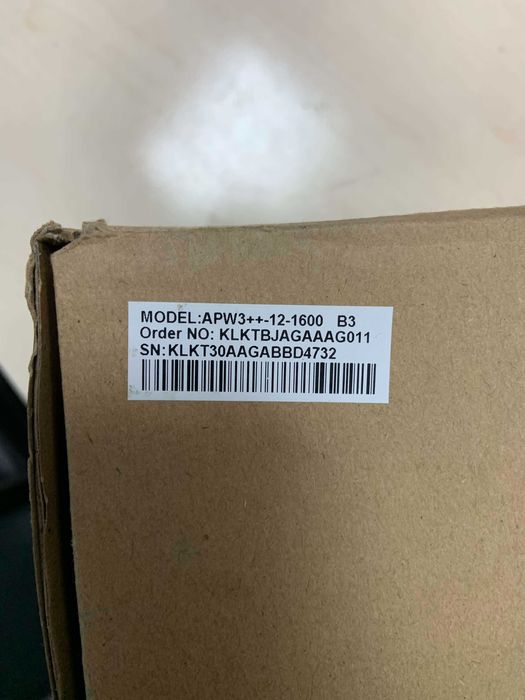 MODEL:APW3++-12-1600 B3
Order NO: KLKTBJAGAAAG011
SN:KLKT30AAGABBD4732